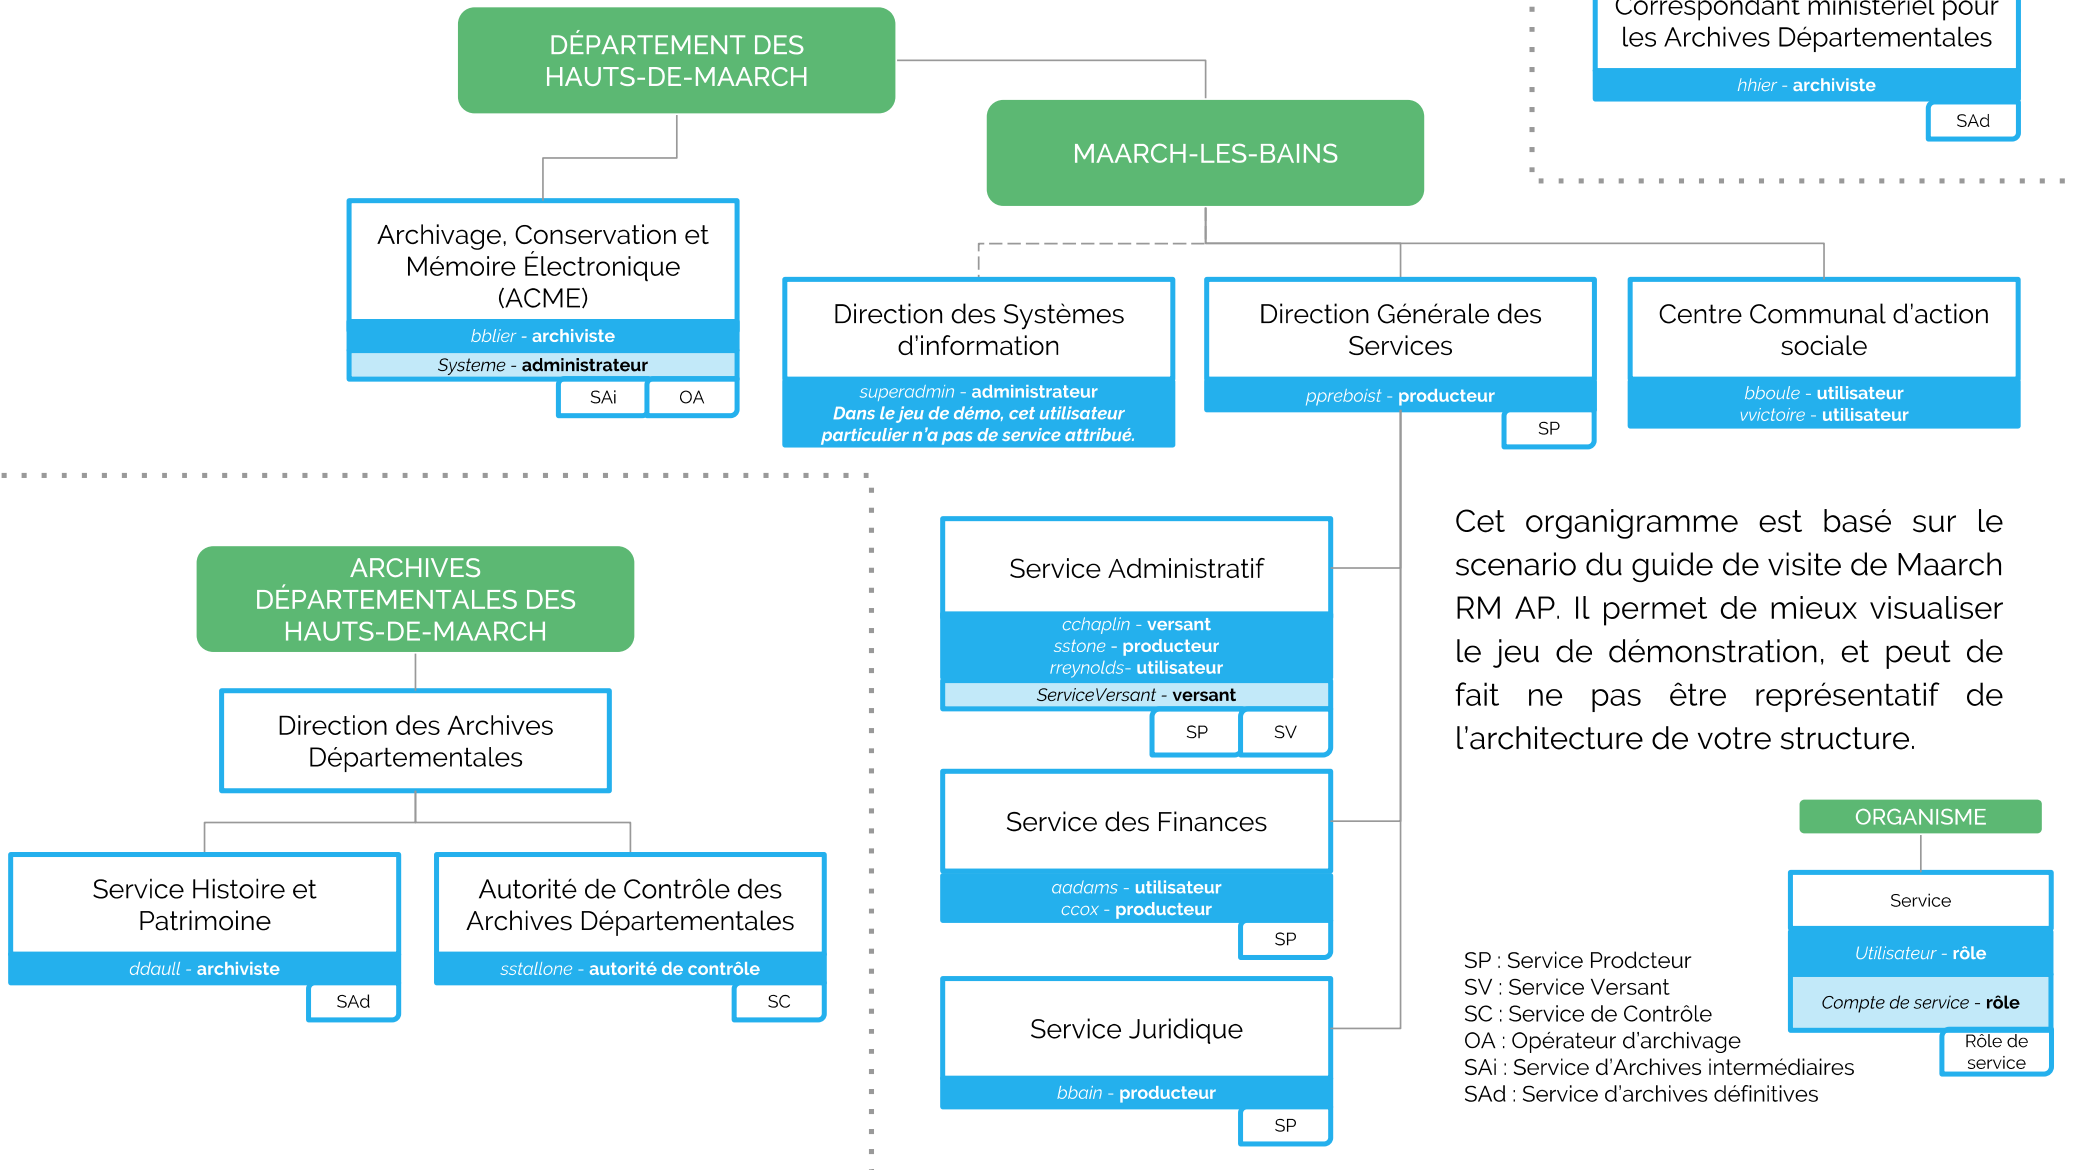 DÉPARTEMENT DES
HAUTS-DE-MAARCH
Correspondant ministériel pour
les Archives Départementales
hhier - archiviste
SAd
MAARCH-LES-BAINS
Archivage, Conservation et
Mémoire Électronique
(ACME)
bblier - archiviste
Systeme - administrateur
SAi
OA
Direction des Systèmes
d'information
superadmin - administrateur
Dans le jeu de démo, cet utilisateur
particulier n'a pas de service attribué.
Direction Générale des
Services
ppreboist - producteur
SP
Centre Communal d'action
sociale
bboule - utilisateur
vvictoire - utilisateur
ARCHIVES
DÉPARTEMENTALES DES
HAUTS-DE-MAARCH
Direction des Archives
Départementales
Service Histoire et
Patrimoine
ddaull - archiviste
SAd
Autorité de Contrôle des
Archives Départementales
sstallone - autorité de contrôle
SC
Service Administratif
cchaplin - versant
sstone - producteur
rreynolds- utilisateur
ServiceVersant - versant
SP
SV
Service des Finances
aadams - utilisateur
ccox - producteur
SP
Service Juridique
bbain - producteur
SP
Cet organigramme est basé sur le
scenario du guide de visite de Maarch
RM AP. Il permet de mieux visualiser
le jeu de démonstration, et peut de
fait ne pas être représentatif de
l'architecture de votre structure.
SP : Service Prodcteur
SV : Service Versant
SC : Service de Contrôle
OA : Opérateur d'archivage
SAi : Service d'Archives intermédiaires
SAd : Service d'archives définitives
ORGANISME
Service
Utilisateur - rôle
Compte de service - rôle
Rôle de
service